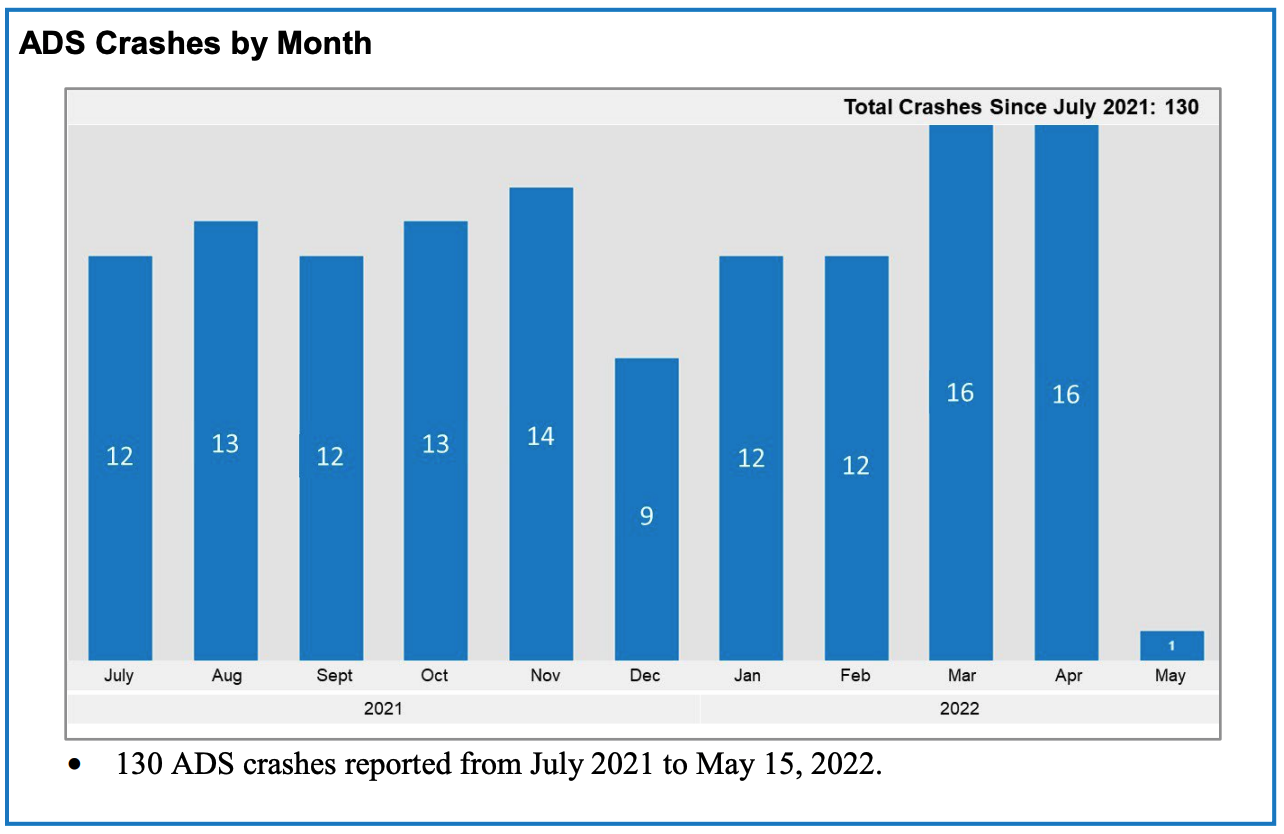 ADS Crashes by Month
Total Crashes Since July 2021: 130
12 13 12 13 14 9 12 12 16 16 1
July Aug Sept Oct Nov Dec Jan Feb Mar Apr May
2021 2022
• 130 ADS crashes reported from July 2021 to May 15, 2022.